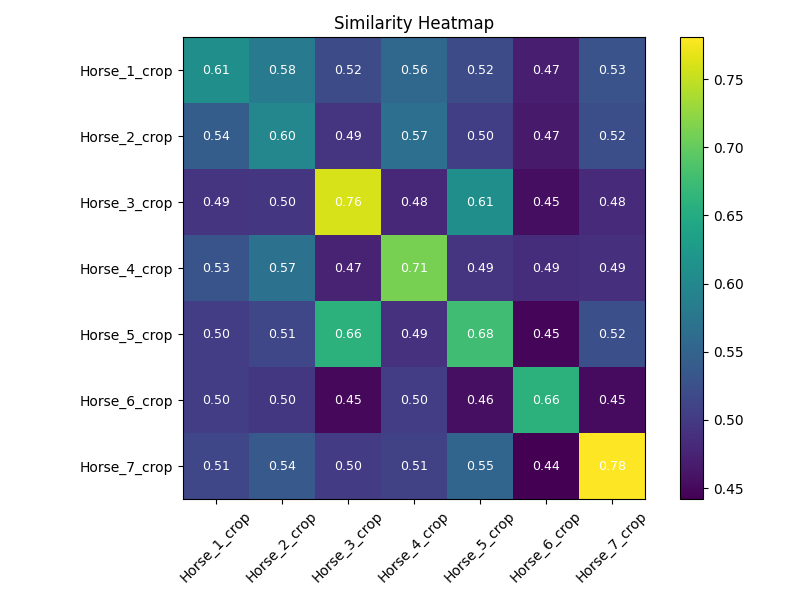 Similarity Heatmap
Horse_1_crop 0.61 0.58 0.52 0.56 0.52 0.47 0.53
Horse_2_crop 0.54 0.60 0.49 0.57 0.50 0.47 0.52
Horse_3_crop 0.49 0.50 0.76 0.48 0.61 0.45 0.48
Horse_4_crop 0.53 0.57 0.47 0.71 0.49 0.49 0.49
Horse_5_crop 0.50 0.51 0.66 0.49 0.68 0.45 0.52
Horse_6_crop 0.50 0.50 0.45 0.50 0.46 0.66 0.45
Horse_7_crop 0.51 0.54 0.50 0.51 0.55 0.44 0.78
Horse_1_crop Horse_2_crop Horse_3_crop Horse_4_crop Horse_5_crop Horse_6_crop Horse_7_crop
0.75
0.70
0.65
0.60
0.55
0.50
0.45